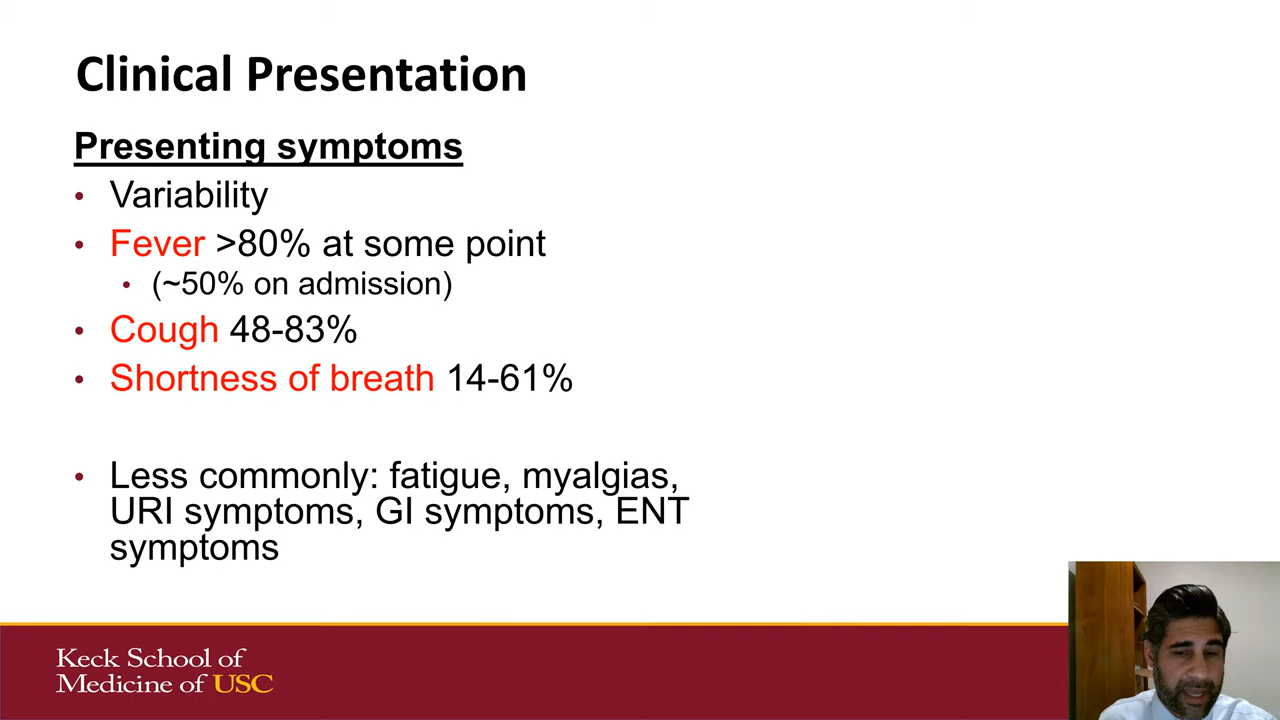 Clinical Presentation
Presenting symptoms
• Variability
• Fever >80% at some point
• (~50% on admission)
• Cough 48-83%
• Shortness of breath 14-61%
• Less commonly: fatigue, myalgias,
URI symptoms, GI symptoms, ENT
symptoms
Keck School of
Medicine of USC